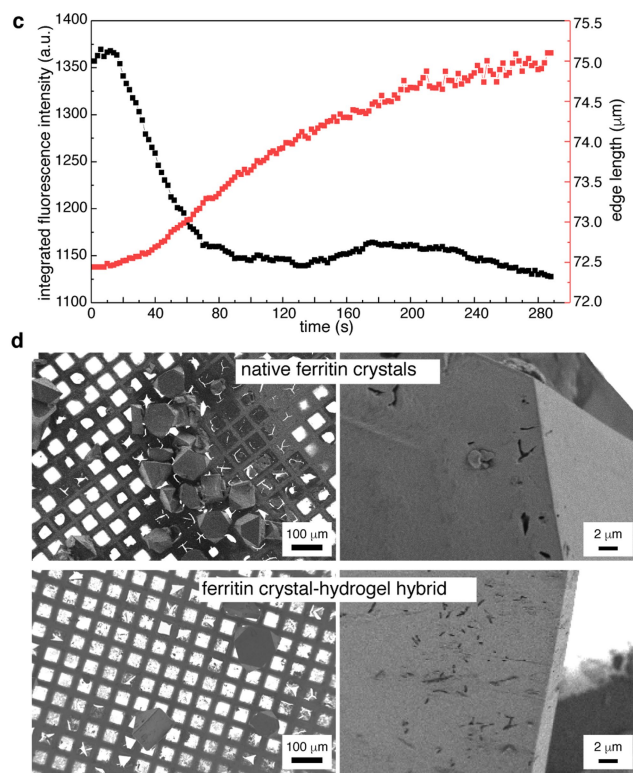 c
1400
1350
1300
1250
1200
1150
1100
integrated fluorescence intensity (a.u.)
75.5
75.0
74.5
74.0
73.5
73.0
72.5
72.0
edge length (μm)
0 40 80 120 160 200 240 280
time (s)
d
native ferritin crystals
100 μm
2 μm
ferritin crystal-hydrogel hybrid
100 μm
2 μm